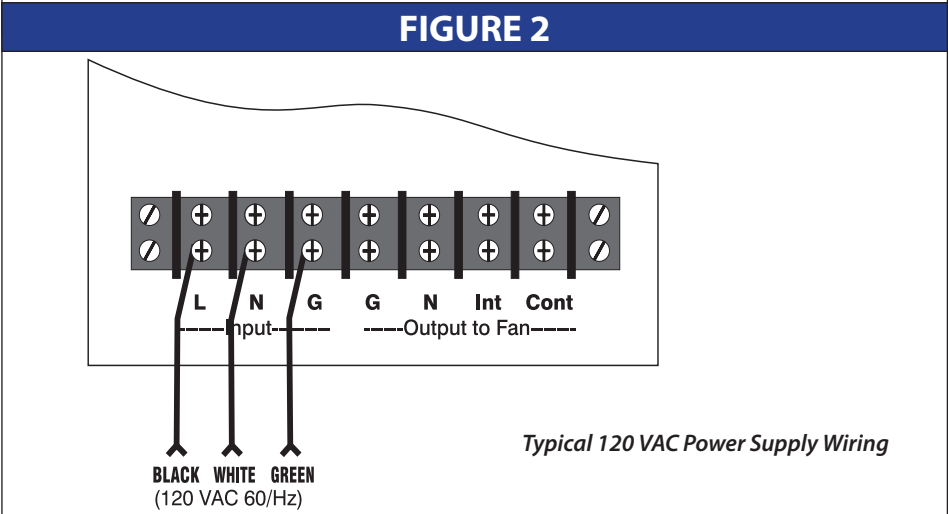 FIGURE 2
L N G G N Int Cont
----Input---- ----Output to Fan-----
Typical 120 VAC Power Supply Wiring
BLACK WHITE GREEN
(120 VAC 60/Hz)